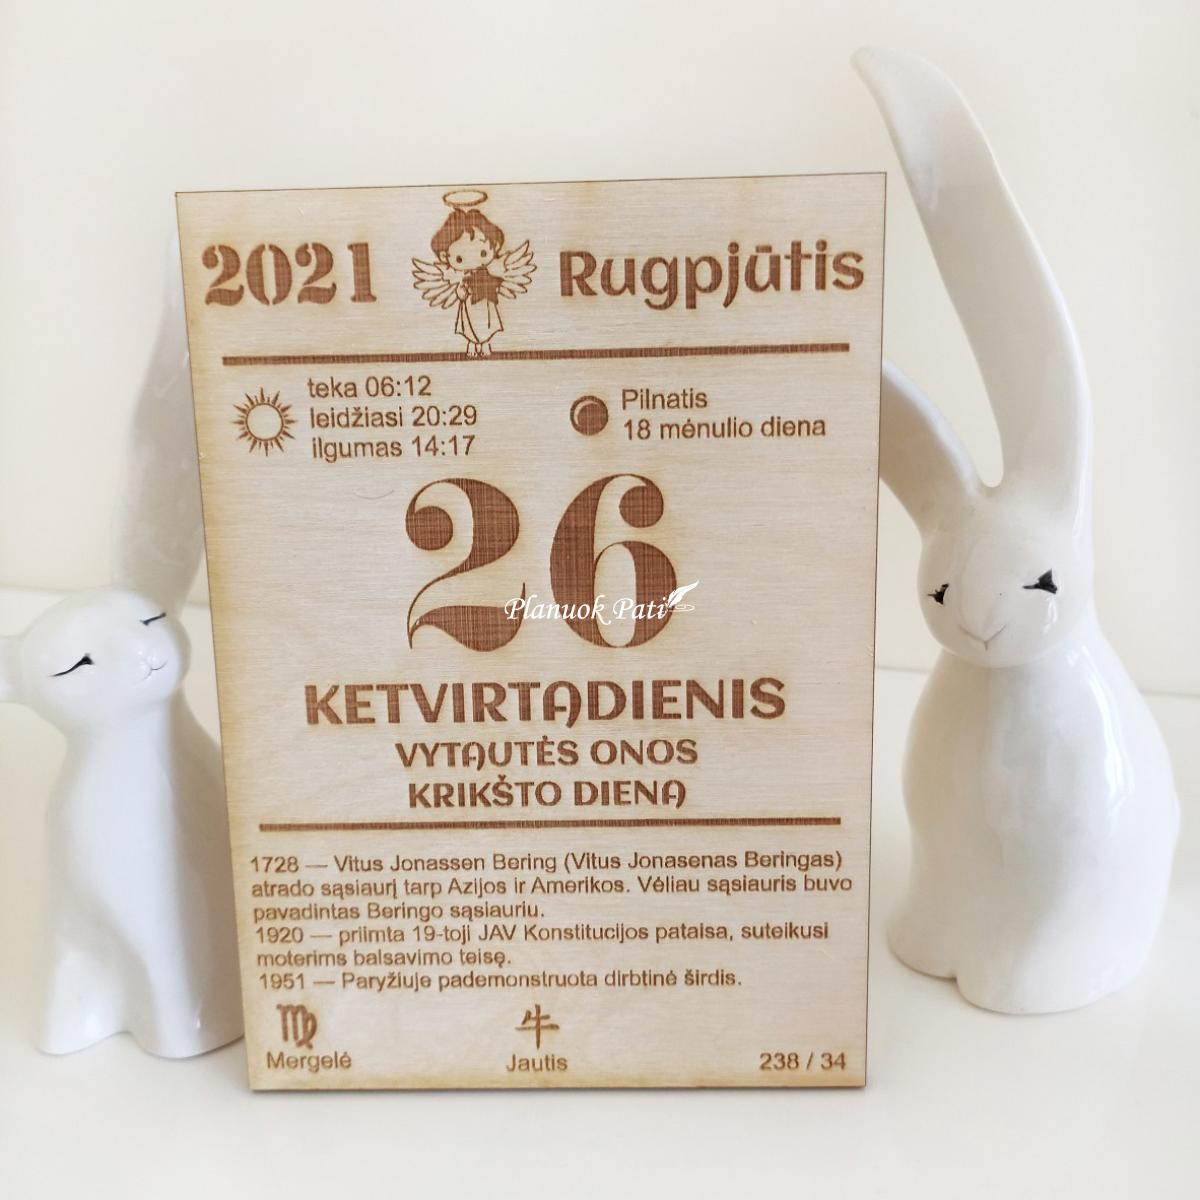 2021 Rugpjūtis
teka 06:12
leidžiasi 20:29
ilgumas 14:17
Pilnatis
18 mėnulio diena
26
Planuok Pati
KETVIRTADIENIS
VYTAUTĖS ONOS
KRIKŠTO DIENA
1728 — Vitus Jonassen Bering (Vitus Jonasenas Beringas)
atrado sąsiaurį tarp Azijos ir Amerikos. Vėliau sąsiauris buvo
pavadintas Beringo sąsiauriu.
1920 — priimta 19-toji JAV Konstitucijos pataisa, suteikusi
moterims balsavimo teisę.
1951 — Paryžiuje pademonstruota dirbtinė širdis.
♍ 牛
Mergelė Jautis 238 / 34